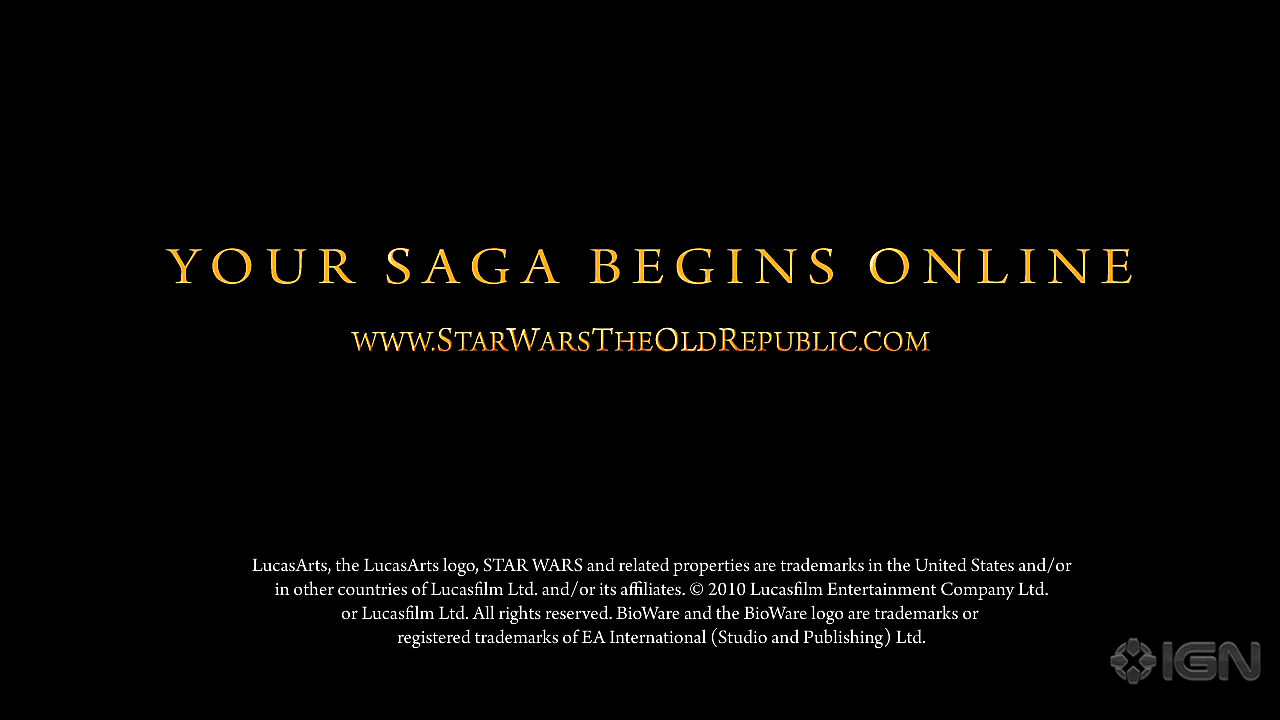 YOUR SAGA BEGINS ONLINE
WWW.STARWARSTHEOLDREPUBLIC.COM
LucasArts, the LucasArts logo, STAR WARS and related properties are trademarks in the United States and/or
in other countries of Lucasfilm Ltd. and/or its affiliates. © 2010 Lucasfilm Entertainment Company Ltd.
or Lucasfilm Ltd. All rights reserved. BioWare and the BioWare logo are trademarks or
registered trademarks of EA International (Studio and Publishing) Ltd.
IGN